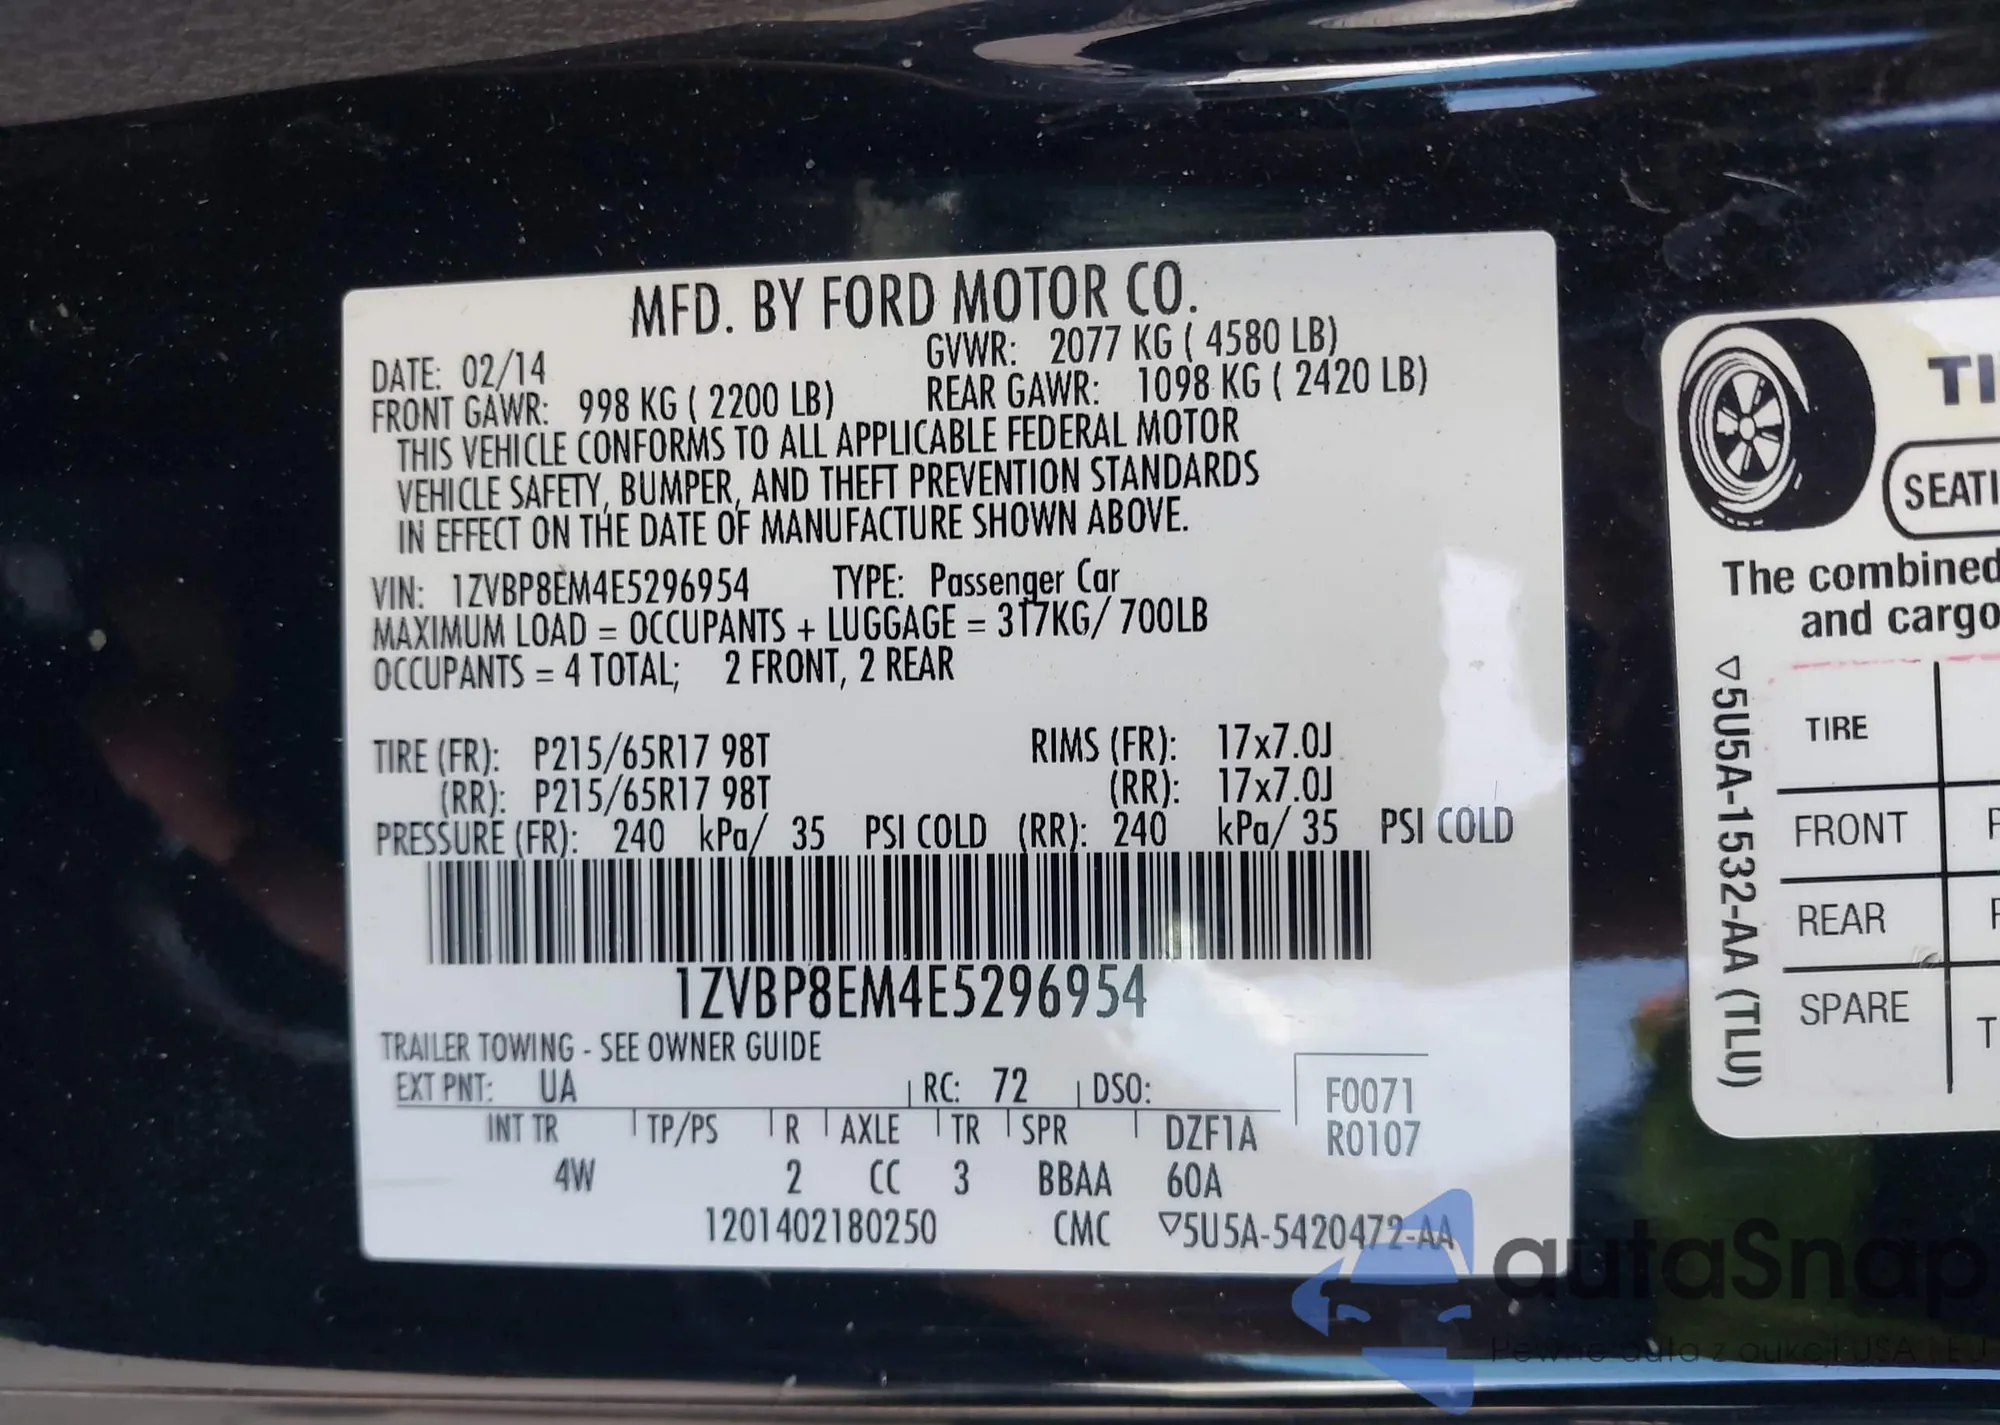 MFD. BY FORD MOTOR CO.
DATE: 02/14 GVWR: 2077 KG ( 4580 LB)
FRONT GAWR: 998 KG ( 2200 LB) REAR GAWR: 1098 KG ( 2420 LB)
THIS VEHICLE CONFORMS TO ALL APPLICABLE FEDERAL MOTOR
VEHICLE SAFETY, BUMPER, AND THEFT PREVENTION STANDARDS
IN EFFECT ON THE DATE OF MANUFACTURE SHOWN ABOVE.
VIN: 1ZVBP8EM4E5296954 TYPE: Passenger Car
MAXIMUM LOAD = OCCUPANTS + LUGGAGE = 317KG/ 700LB
OCCUPANTS = 4 TOTAL; 2 FRONT, 2 REAR
TIRE (FR): P215/65R17 98T RIMS (FR): 17x7.0J
(RR): P215/65R17 98T (RR): 17x7.0J
PRESSURE (FR): 240 kPa/ 35 PSI COLD (RR): 240 kPa/ 35 PSI COLD
1ZVBP8EM4E5296954
TRAILER TOWING - SEE OWNER GUIDE
EXT PNT: UA RC: 72 DSO: F0071
INT TR TP/PS R AXLE TR SPR DZF1A R0107
4W 2 CC 3 BBAA 60A
1201402180250 CMC ▽5U5A-5420472-AA
TI
SEATI
The combined
and cargo
TIRE
FRONT P
REAR P
SPARE T
▽5U5A-1532-AA (TLU)
autaSnap
Pewne auta z aukcji USA i EU